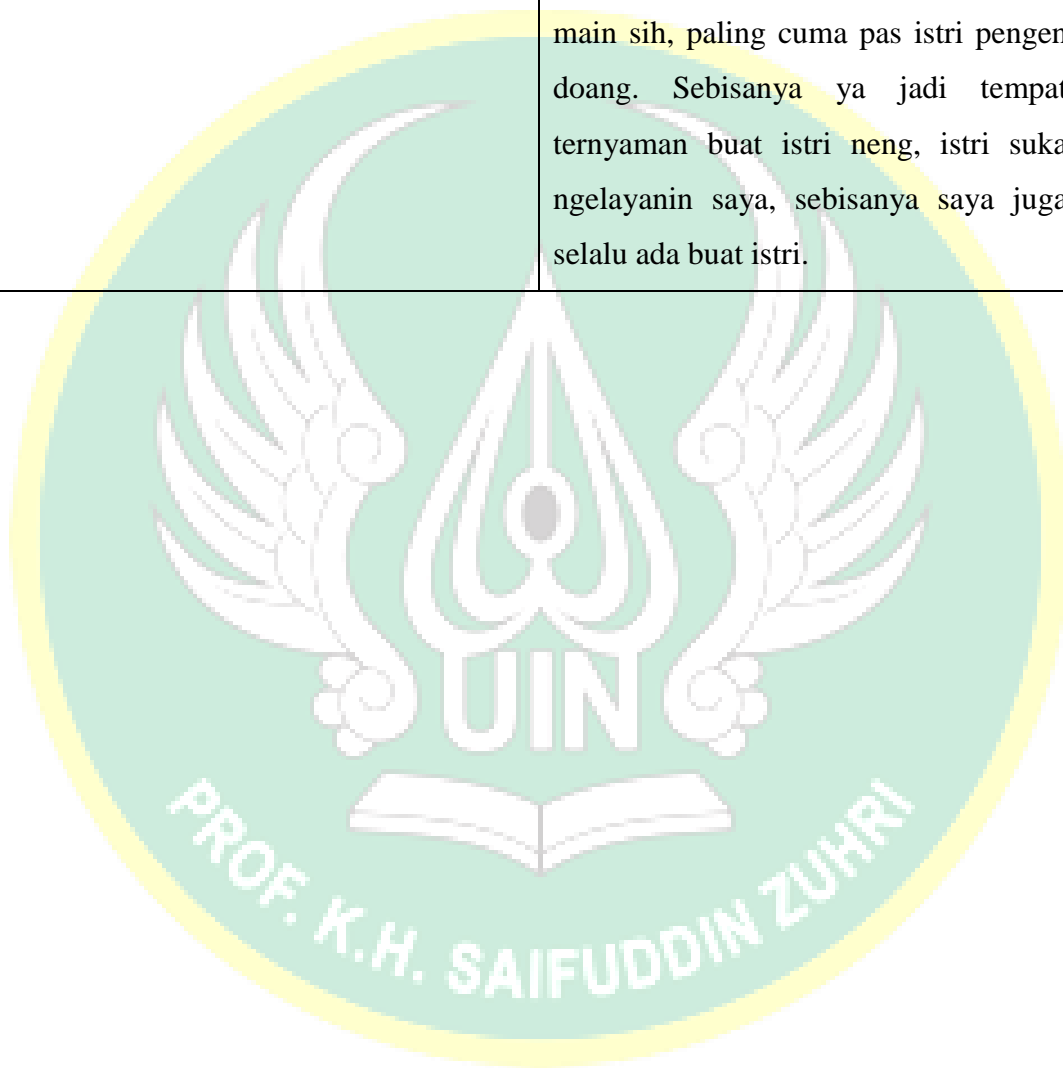 main sih, paling cuma pas istri pengen
doang. Sebisanya ya jadi tempat
ternyaman buat istri neng, istri suka
ngelayanin saya, sebisanya saya juga
selalu ada buat istri.
UIN
PROF. K.H. SAIFUDDIN ZUHRI